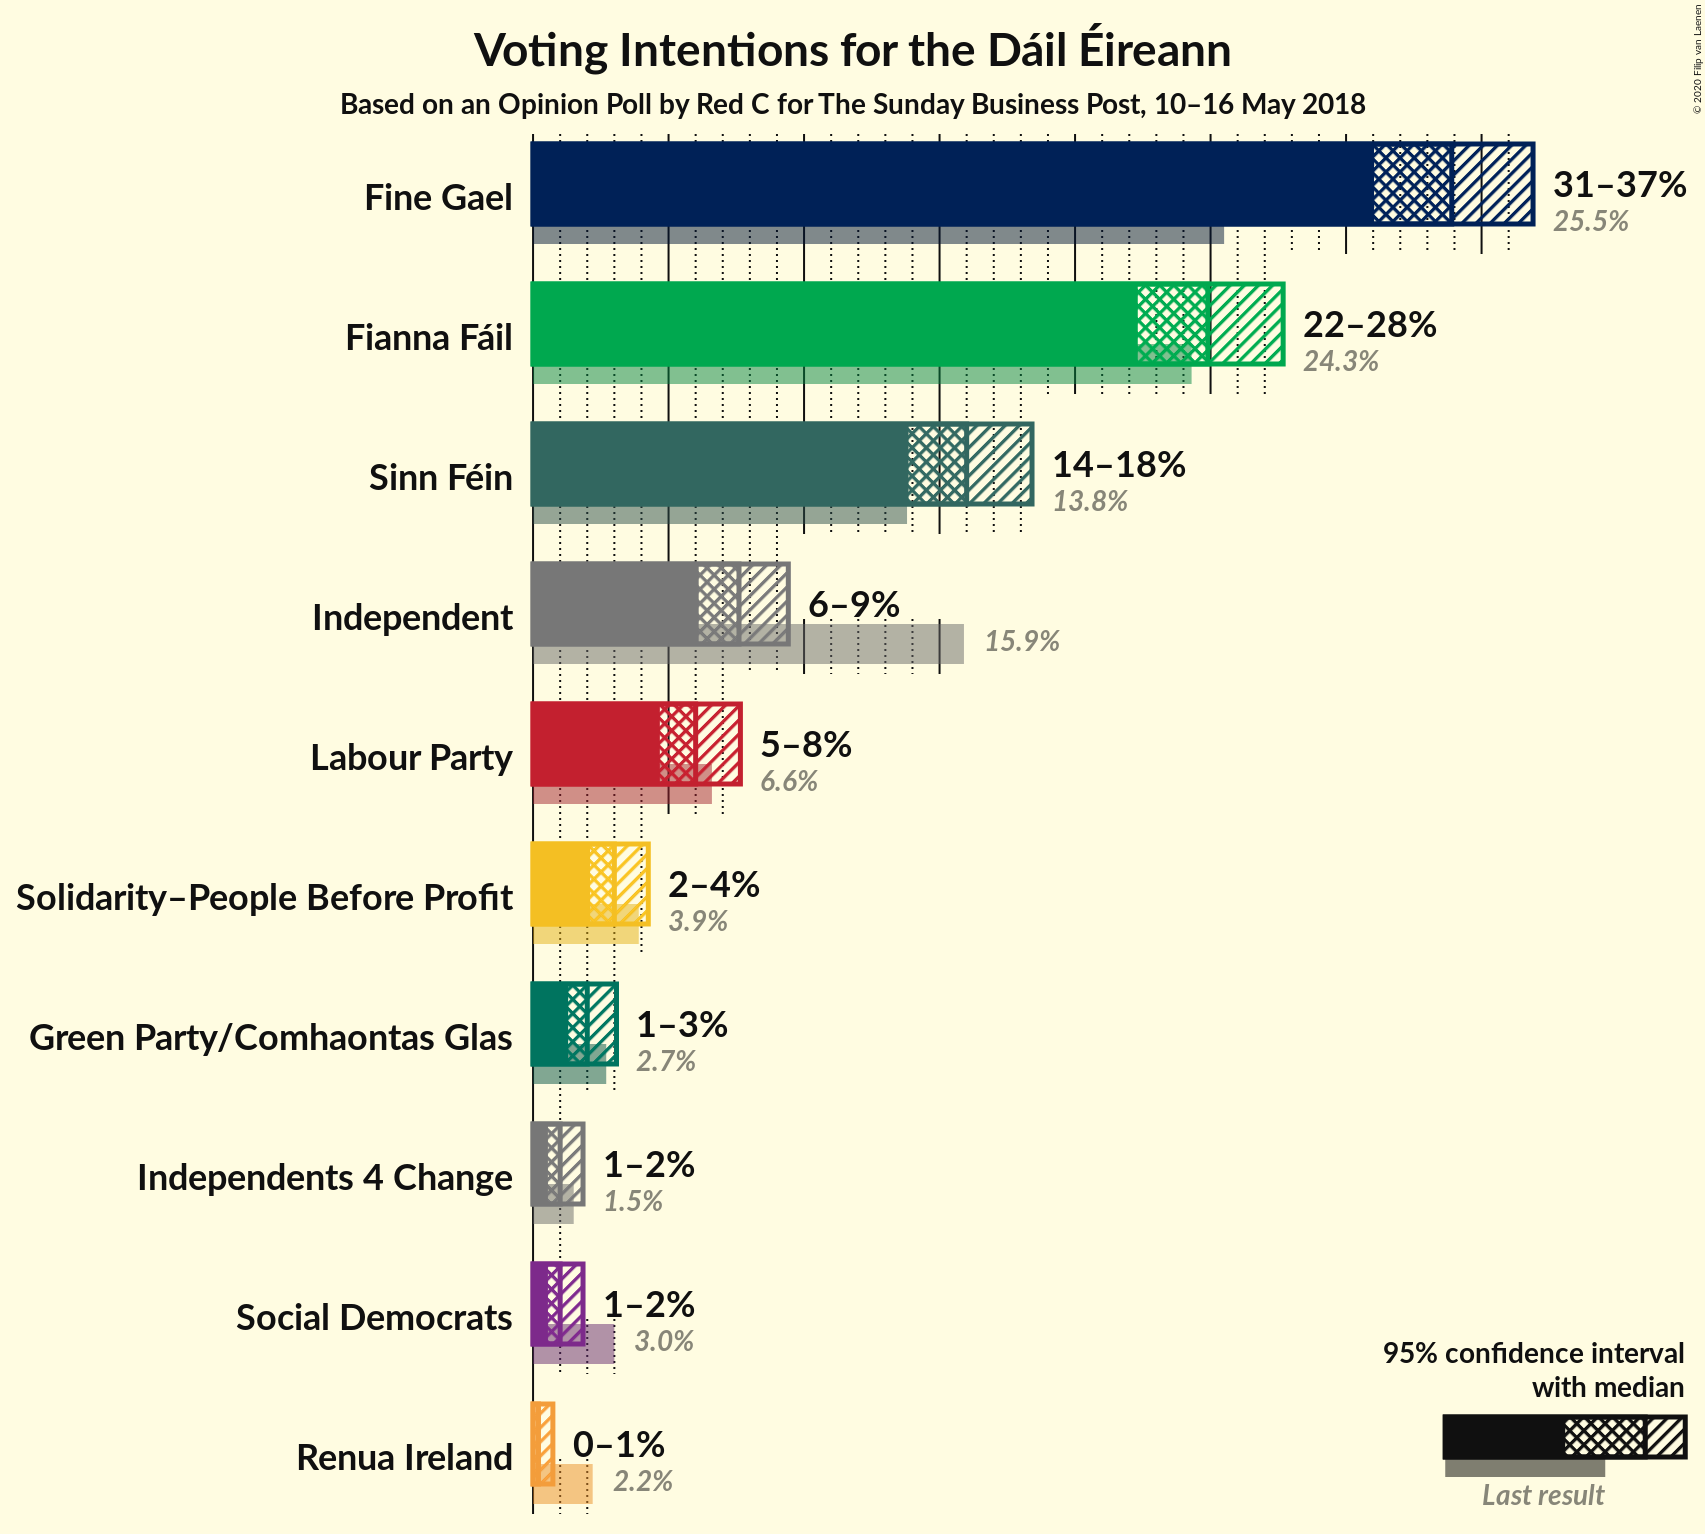 Voting Intentions for the Dáil Éireann
Based on an Opinion Poll by Red C for The Sunday Business Post, 10–16 May 2018
© 2020 Filip van Laenen
Fine Gael
31–37%
25.5%
Fianna Fáil
22–28%
24.3%
Sinn Féin
14–18%
13.8%
Independent
6–9%
15.9%
Labour Party
5–8%
6.6%
Solidarity–People Before Profit
2–4%
3.9%
Green Party/Comhaontas Glas
1–3%
2.7%
Independents 4 Change
1–2%
1.5%
Social Democrats
1–2%
3.0%
Renua Ireland
0–1%
2.2%
95% confidence interval
with median
Last result